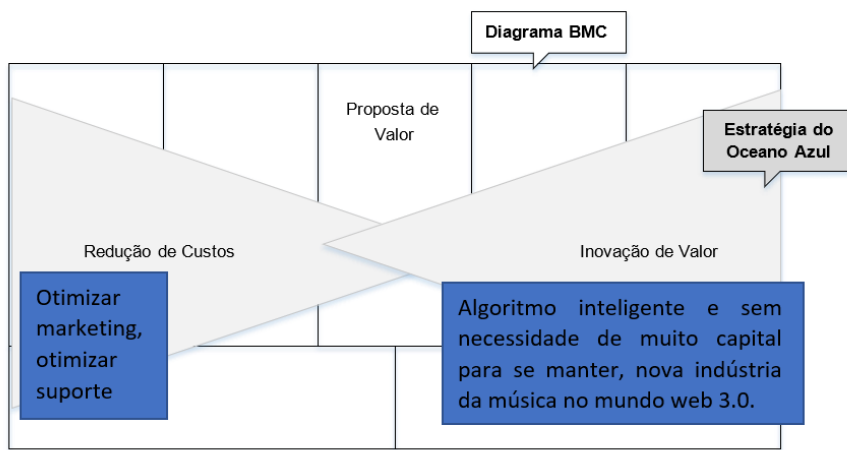 Diagrama BMC
Proposta de
Valor
Estratégia do
Oceano Azul
Redução de Custos
Inovação de Valor
Otimizar
marketing,
otimizar
suporte
Algoritmo inteligente e sem
necessidade de muito capital
para se manter, nova indústria
da música no mundo web 3.0.